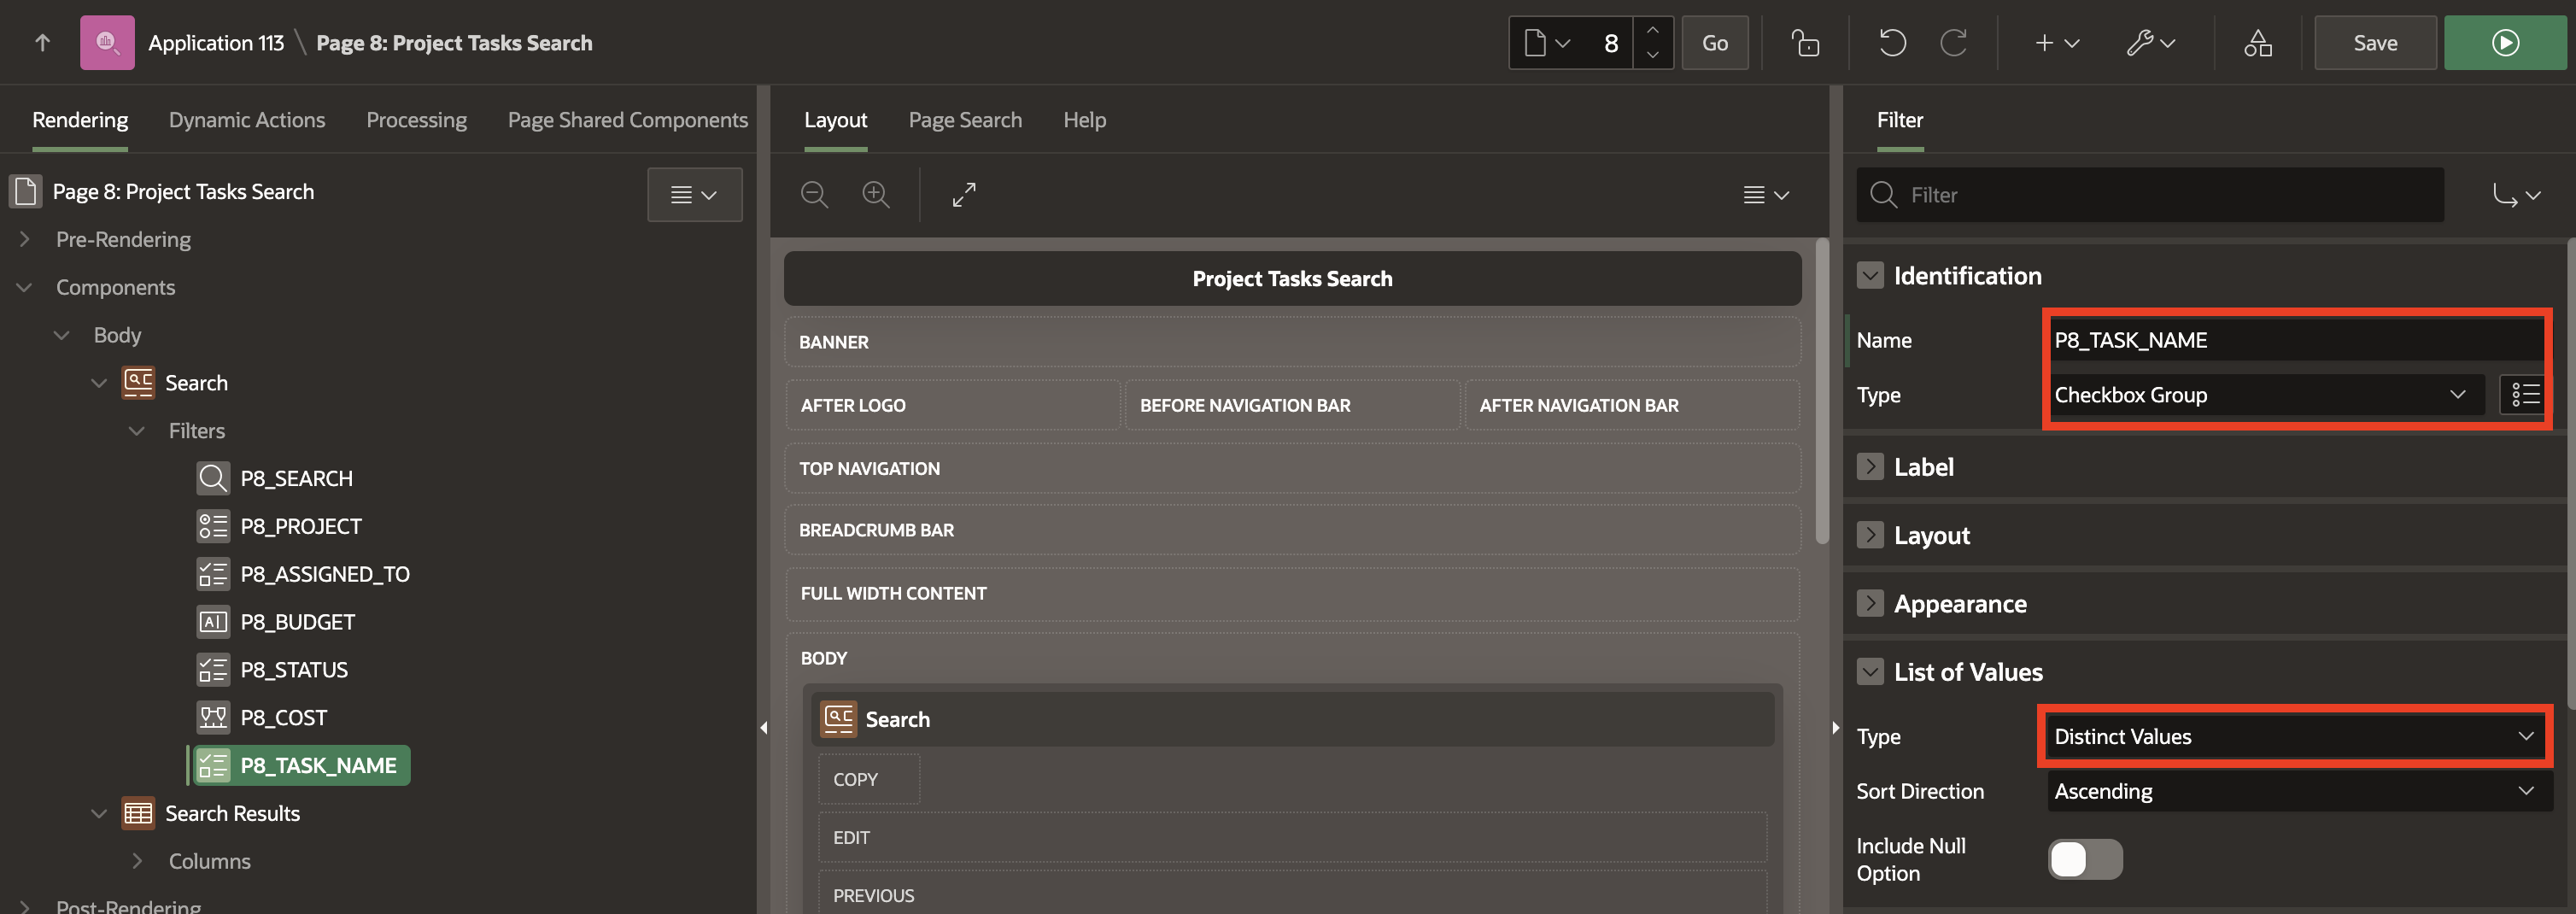 Application 113 \ Page 8: Project Tasks Search
8
Go
Save
Rendering
Dynamic Actions
Processing
Page Shared Components
Page 8: Project Tasks Search
Pre-Rendering
Components
Body
Search
Filters
P8_SEARCH
P8_PROJECT
P8_ASSIGNED_TO
P8_BUDGET
P8_STATUS
P8_COST
P8_TASK_NAME
Search Results
Columns
Post-Rendering
Layout
Page Search
Help
Project Tasks Search
BANNER
AFTER LOGO
BEFORE NAVIGATION BAR
AFTER NAVIGATION BAR
TOP NAVIGATION
BREADCRUMB BAR
FULL WIDTH CONTENT
BODY
Search
COPY
EDIT
PREVIOUS
Filter
Filter
Identification
Name
P8_TASK_NAME
Type
Checkbox Group
Label
Layout
Appearance
List of Values
Type
Distinct Values
Sort Direction
Ascending
Include Null
Option